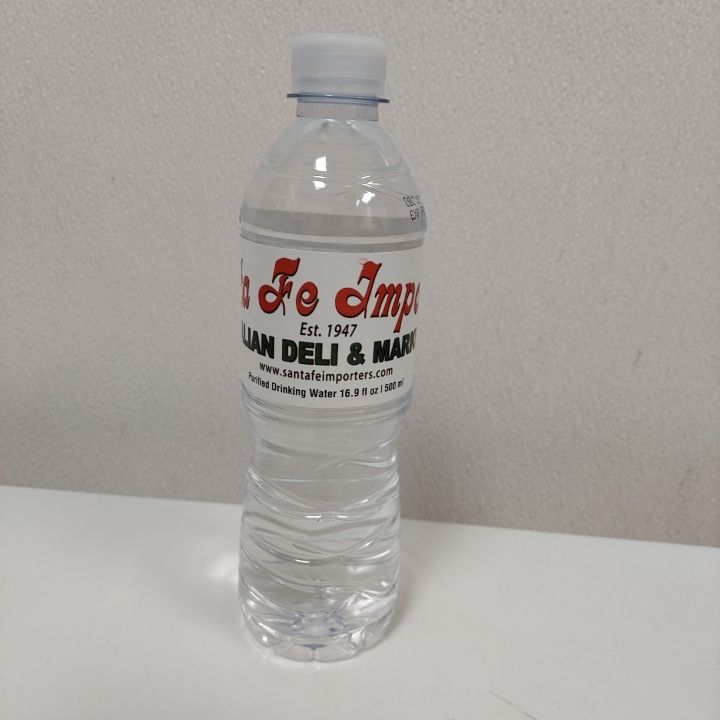 a Fe Impo
Est. 1947
LIAN DELI & MARK
www.santafeimporters.com
Purified Drinking Water 16.9 fl oz | 500 ml